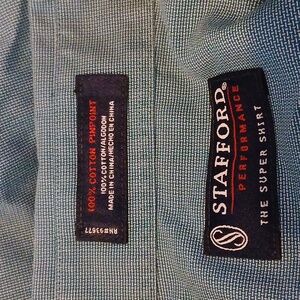 100% COTTON PINPOINT
100% COTTON/ALGODON
MADE IN CHINA/HECHO EN CHINA
RN#93677
STAFFORD®
PERFORMANCE
THE SUPER SHIRT